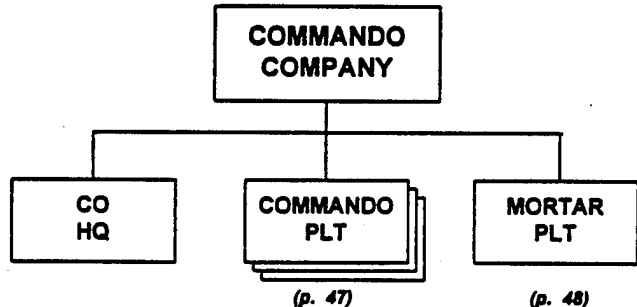 COMMANDO
COMPANY
CO
HQ
COMMANDO
PLT
MORTAR
PLT
(p. 47)
(p. 48)